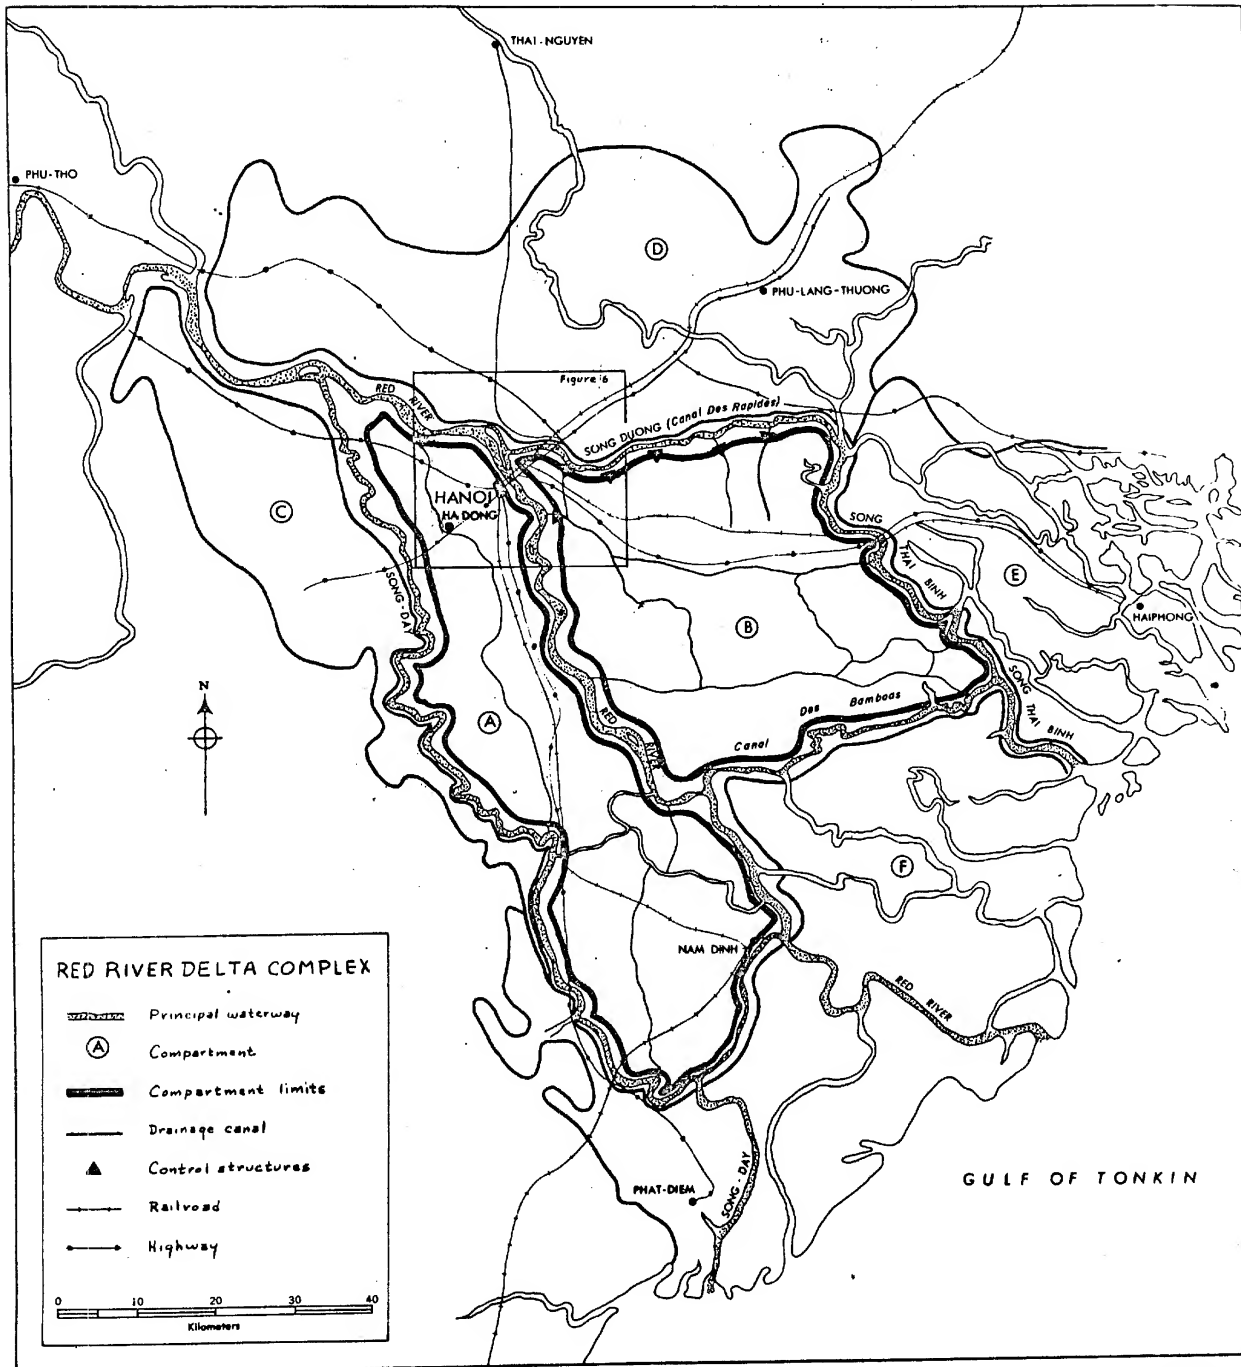 THAI-NGUYEN
PHU-THO
D
PHU-LANG-THUONG
Figure 6
RED RIVER
SONG DUONG (Canal Des Rapides)
HANOI
HA DONG
C
SONG
THAI BINH
E
HAIPHONG
SONG-DAY
B
N
A
RED
RIVER
Canal Des Bamboos
SONG THAI BINH
F
NAM DINH
RED RIVER
RED RIVER DELTA COMPLEX
Principal waterway
A Compartment
Compartment limits
Drainage canal
Control structures
Railroad
Highway
0 10 20 30 40
Kilometers
PHAT-DIEM
SONG-DAY
GULF OF TONKIN